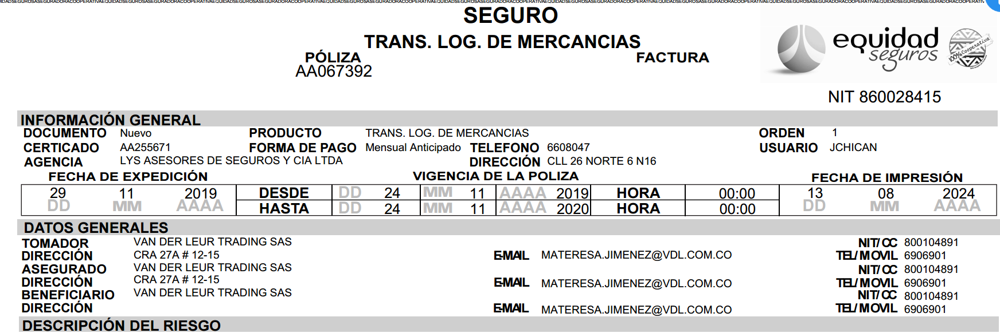 IDADSEGUROSASEGURADORACOOPERATIVAEQUIDADSEGUROSASEGURADORACOOPERATIVAEQUIDADSEGUROSASEGURADORACOOPERATIVAEQUIDADSEGUROSASEGURADORACOOPERATIVAEQUIDADSEGUROSASEGURADORACOOPERATIVAEQUIDADSEGUROSASEGURADORACOOPERATIVAEQUIDADSEGUROSASEGURADORACOOPERATIVAEQUIDADSEGUROSASEGURADORACOOPERATIVAEQUIDADSEGUROSASEGURADORACOOPERATIV
SEGURO
TRANS. LOG. DE MERCANCIAS
PÓLIZA FACTURA
AA067392
equidad
seguros
100% Cooperativa
NIT 860028415
INFORMACIÓN GENERAL
DOCUMENTO Nuevo PRODUCTO TRANS. LOG. DE MERCANCIAS ORDEN 1
CERTICADO AA255671 FORMA DE PAGO Mensual Anticipado TELEFONO 6608047 USUARIO JCHICAN
AGENCIA LYS ASESORES DE SEGUROS Y CIA LTDA DIRECCIÓN CLL 26 NORTE 6 N16
FECHA DE EXPEDICIÓN VIGENCIA DE LA POLIZA FECHA DE IMPRESIÓN
29 11 2019 DESDE DD 24 MM 11 AAAA 2019 HORA 00:00 13 08 2024
DD MM AAAA HASTA DD 24 MM 11 AAAA 2020 HORA 00:00 DD MM AAAA
DATOS GENERALES
TOMADOR VAN DER LEUR TRADING SAS NIT/CC 800104891
DIRECCIÓN CRA 27A # 12-15 E-MAIL MATERESA.JIMENEZ@VDL.COM.CO TEL/MOVIL 6906901
ASEGURADO VAN DER LEUR TRADING SAS NIT/CC 800104891
DIRECCIÓN CRA 27A # 12-15 E-MAIL MATERESA.JIMENEZ@VDL.COM.CO TEL/MOVIL 6906901
BENEFICIARIO VAN DER LEUR TRADING SAS NIT/CC 800104891
DIRECCIÓN E-MAIL MATERESA.JIMENEZ@VDL.COM.CO TEL/MOVIL 6906901
DESCRIPCIÓN DEL RIESGO